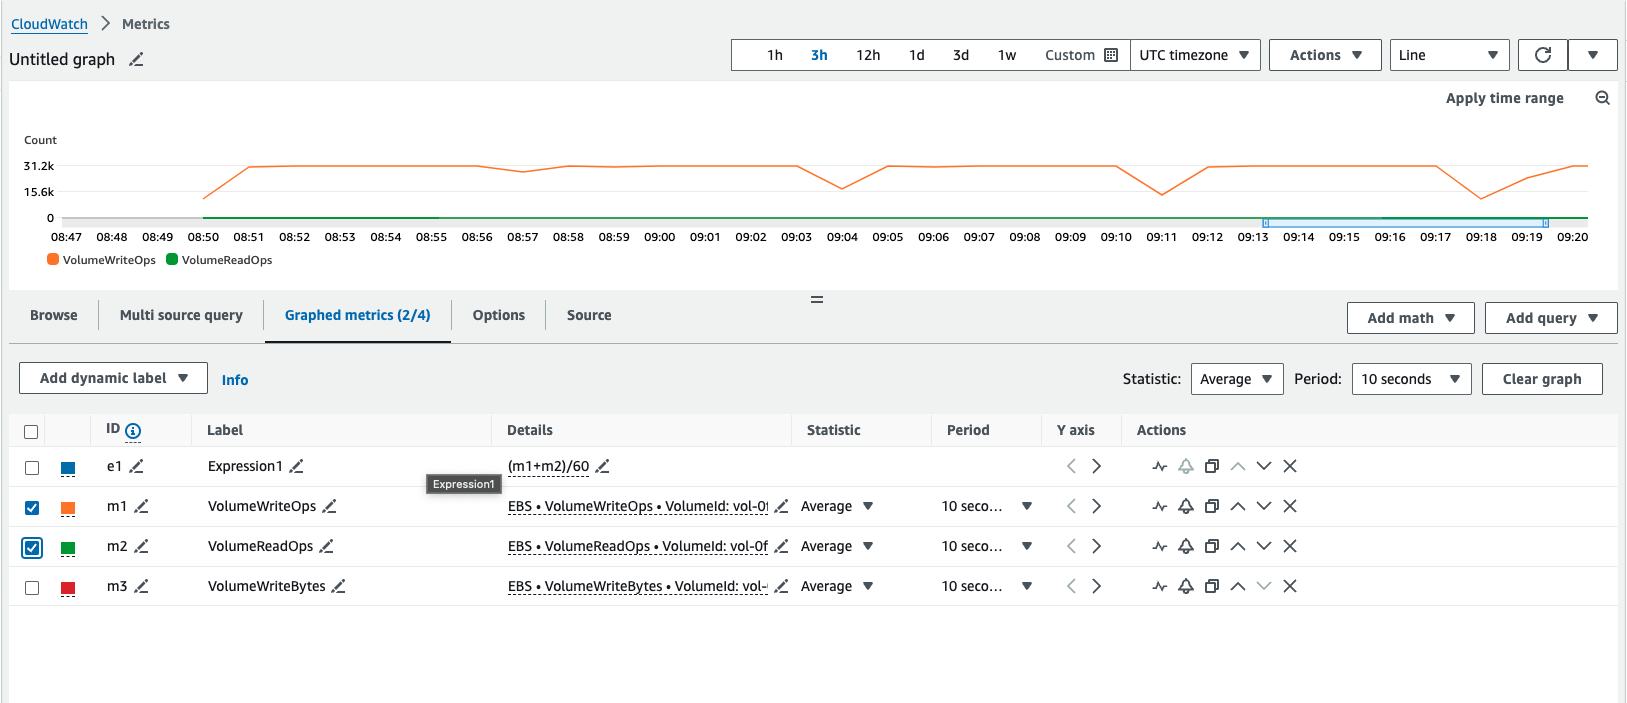 CloudWatch > Metrics
Untitled graph
1h 3h 12h 1d 3d 1w Custom UTC timezone Actions Line
Apply time range
Count
31.2k
15.6k
0
08:47 08:48 08:49 08:50 08:51 08:52 08:53 08:54 08:55 08:56 08:57 08:58 08:59 09:00 09:01 09:02 09:03 09:04 09:05 09:06 09:07 09:08 09:09 09:10 09:11 09:12 09:13 09:14 09:15 09:16 09:17 09:18 09:19 09:20
VolumeWriteOps VolumeReadOps
Browse Multi source query Graphed metrics (2/4) Options Source Add math Add query
Add dynamic label Info Statistic: Average Period: 10 seconds Clear graph
ID Label Details Statistic Period Y axis Actions
e1 Expression1 (m1+m2)/60
Expression1
m1 VolumeWriteOps EBS • VolumeWriteOps • VolumeId: vol-0f Average 10 seco...
m2 VolumeReadOps EBS • VolumeReadOps • VolumeId: vol-0f Average 10 seco...
m3 VolumeWriteBytes EBS • VolumeWriteBytes • VolumeId: vol- Average 10 seco...